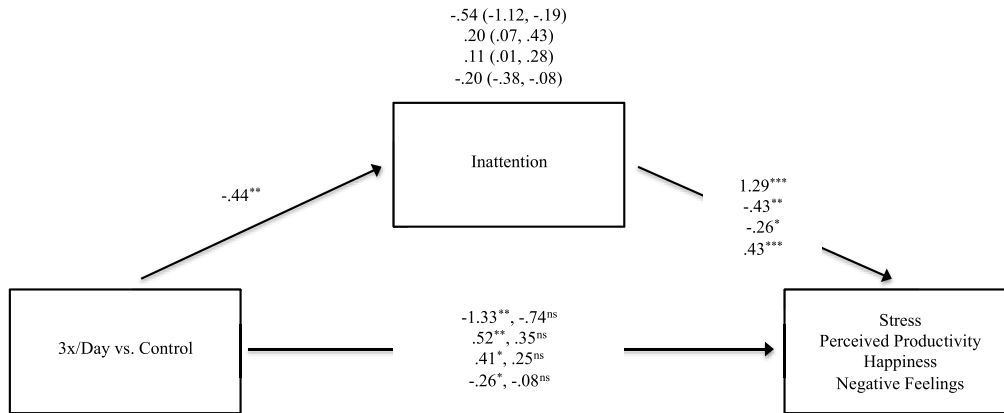 -.54 (-1.12, -.19)
.20 (.07, .43)
.11 (.01, .28)
-.20 (-.38, -.08)
Inattention
-.44**
1.29***
-.43**
-.26*
.43***
3x/Day vs. Control
-1.33**, -.74ns
.52**, .35ns
.41*, .25ns
-.26*, -.08ns
Stress
Perceived Productivity
Happiness
Negative Feelings